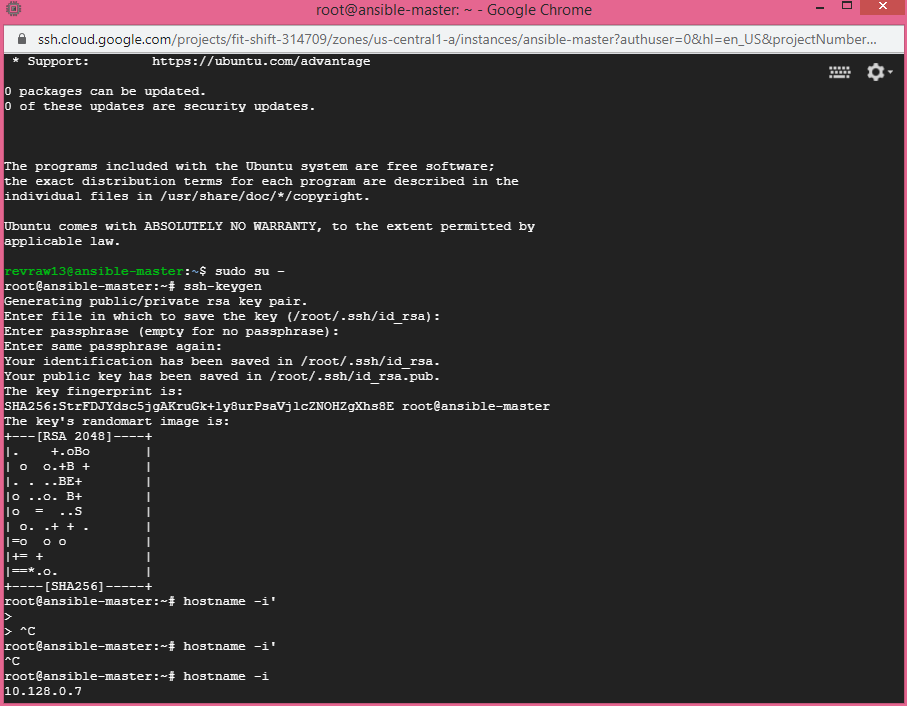 root@ansible-master: ~ - Google Chrome
ssh.cloud.google.com/projects/fit-shift-314709/zones/us-central1-a/instances/ansible-master?authuser=0&hl=en_US&projectNumber...
 * Support:        https://ubuntu.com/advantage
0 packages can be updated.
0 of these updates are security updates.
The programs included with the Ubuntu system are free software;
the exact distribution terms for each program are described in the
individual files in /usr/share/doc/*/copyright.
Ubuntu comes with ABSOLUTELY NO WARRANTY, to the extent permitted by
applicable law.
revraw13@ansible-master:~$ sudo su -
root@ansible-master:~# ssh-keygen
Generating public/private rsa key pair.
Enter file in which to save the key (/root/.ssh/id_rsa):
Enter passphrase (empty for no passphrase):
Enter same passphrase again:
Your identification has been saved in /root/.ssh/id_rsa.
Your public key has been saved in /root/.ssh/id_rsa.pub.
The key fingerprint is:
SHA256:StrFDJYdsc5jgAKruGk+ly8urPsaVjlcZNOHZgXhs8E root@ansible-master
The key's randomart image is:
+---[RSA 2048]----+
|.    +.oBo       |
| o  o.+B +       |
|. . ..BE+        |
|o ..o. B+        |
|o  =  ..S        |
| o. .+ + .       |
|=o  o o          |
|+= +             |
|==*.o.           |
+----[SHA256]-----+
root@ansible-master:~# hostname -i'
>
> ^C
root@ansible-master:~# hostname -i'
^C
root@ansible-master:~# hostname -i
10.128.0.7